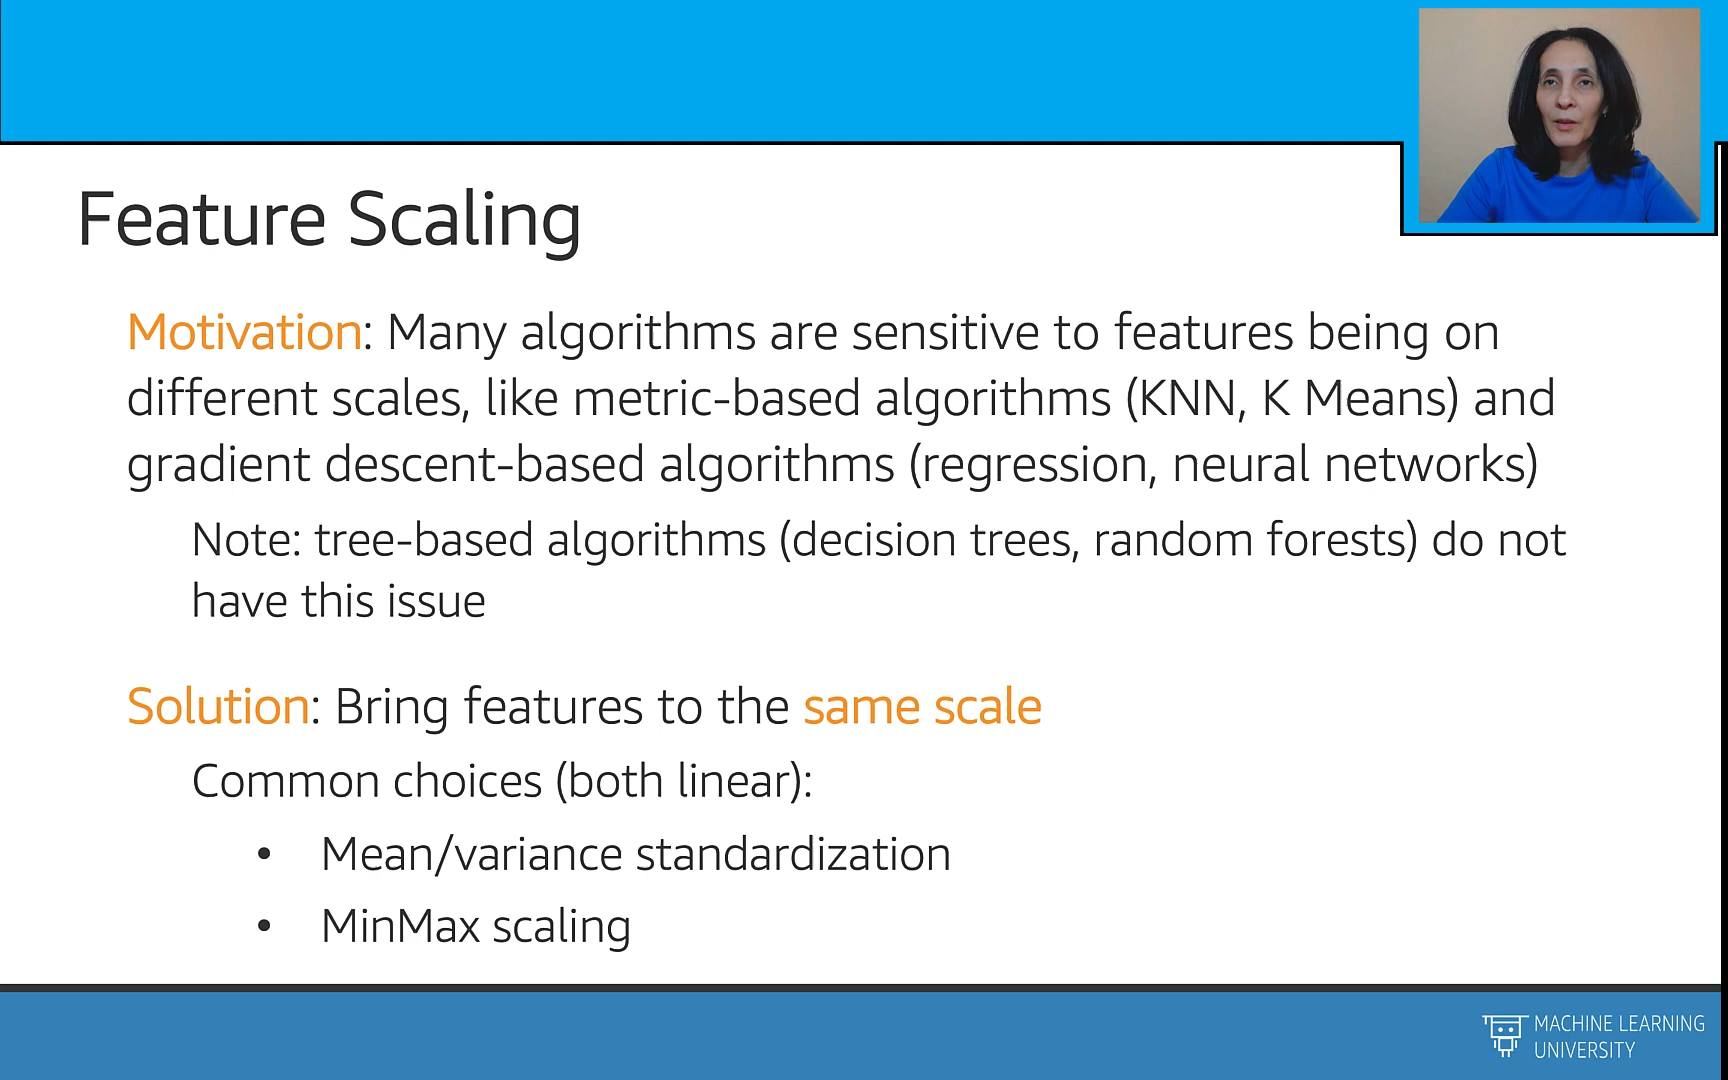 Feature Scaling
Motivation: Many algorithms are sensitive to features being on
different scales, like metric-based algorithms (KNN, K Means) and
gradient descent-based algorithms (regression, neural networks)
Note: tree-based algorithms (decision trees, random forests) do not
have this issue
Solution: Bring features to the same scale
Common choices (both linear):
• Mean/variance standardization
• MinMax scaling
MACHINE LEARNING
UNIVERSITY